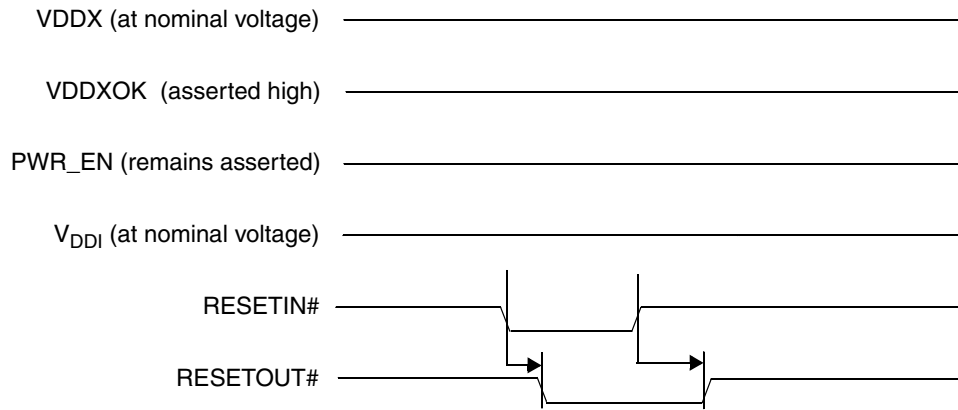 VDDX (at nominal voltage)
VDDXOK (asserted high)
PWR_EN (remains asserted)
VDDI (at nominal voltage)
RESETIN#
RESETOUT#